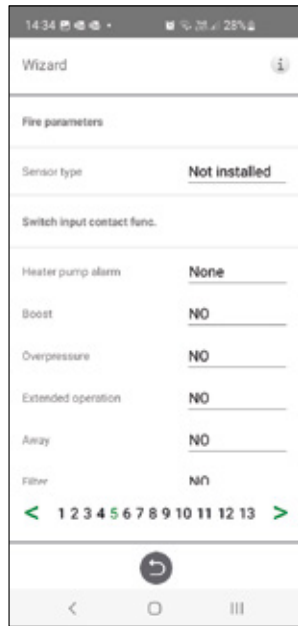 14:34 28%
Wizard i
Fire parameters
Sensor type Not installed
Switch input contact func.
Heater pump alarm None
Boost NO
Overpressure NO
Extended operation NO
Away NO
Filter NO
< 1 2 3 4 5 6 7 8 9 10 11 12 13 >